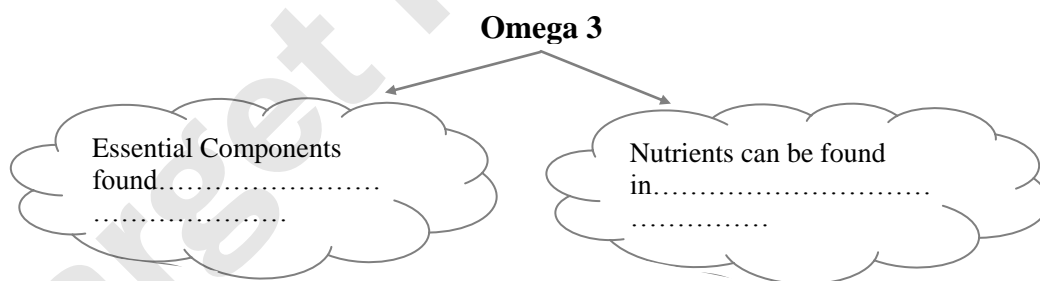 Omega 3
Essential Components
found……………………
…………………
Nutrients can be found
in…………………………
……………